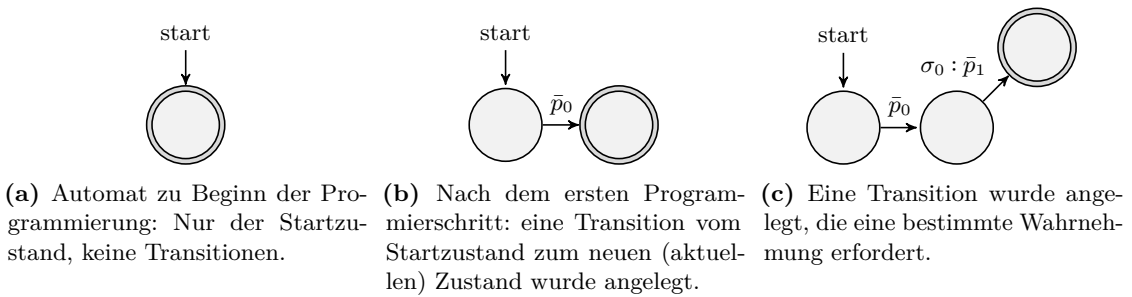 start
start
start
p̄₀
p̄₀
σ₀ : p̄₁
(a) Automat zu Beginn der Pro-
grammierung: Nur der Startzu-
stand, keine Transitionen.
(b) Nach dem ersten Program-
mierschritt: eine Transition vom
Startzustand zum neuen (aktuel-
len) Zustand wurde angelegt.
(c) Eine Transition wurde ange-
legt, die eine bestimmte Wahrneh-
mung erfordert.